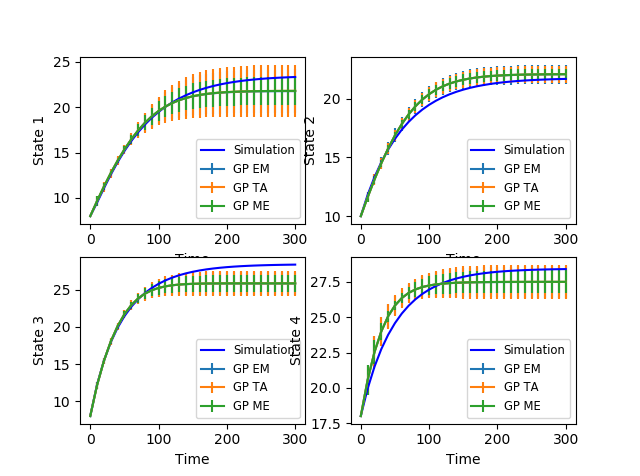 25
20
15
10
State 1
0
100
200
300
Time
Simulation
GP EM
GP TA
GP ME
20
15
10
State 2
0
100
200
300
Time
Simulation
GP EM
GP TA
GP ME
25
20
15
10
State 3
0
100
200
300
Time
Simulation
GP EM
GP TA
GP ME
27.5
25.0
22.5
20.0
17.5
State 4
0
100
200
300
Time
Simulation
GP EM
GP TA
GP ME